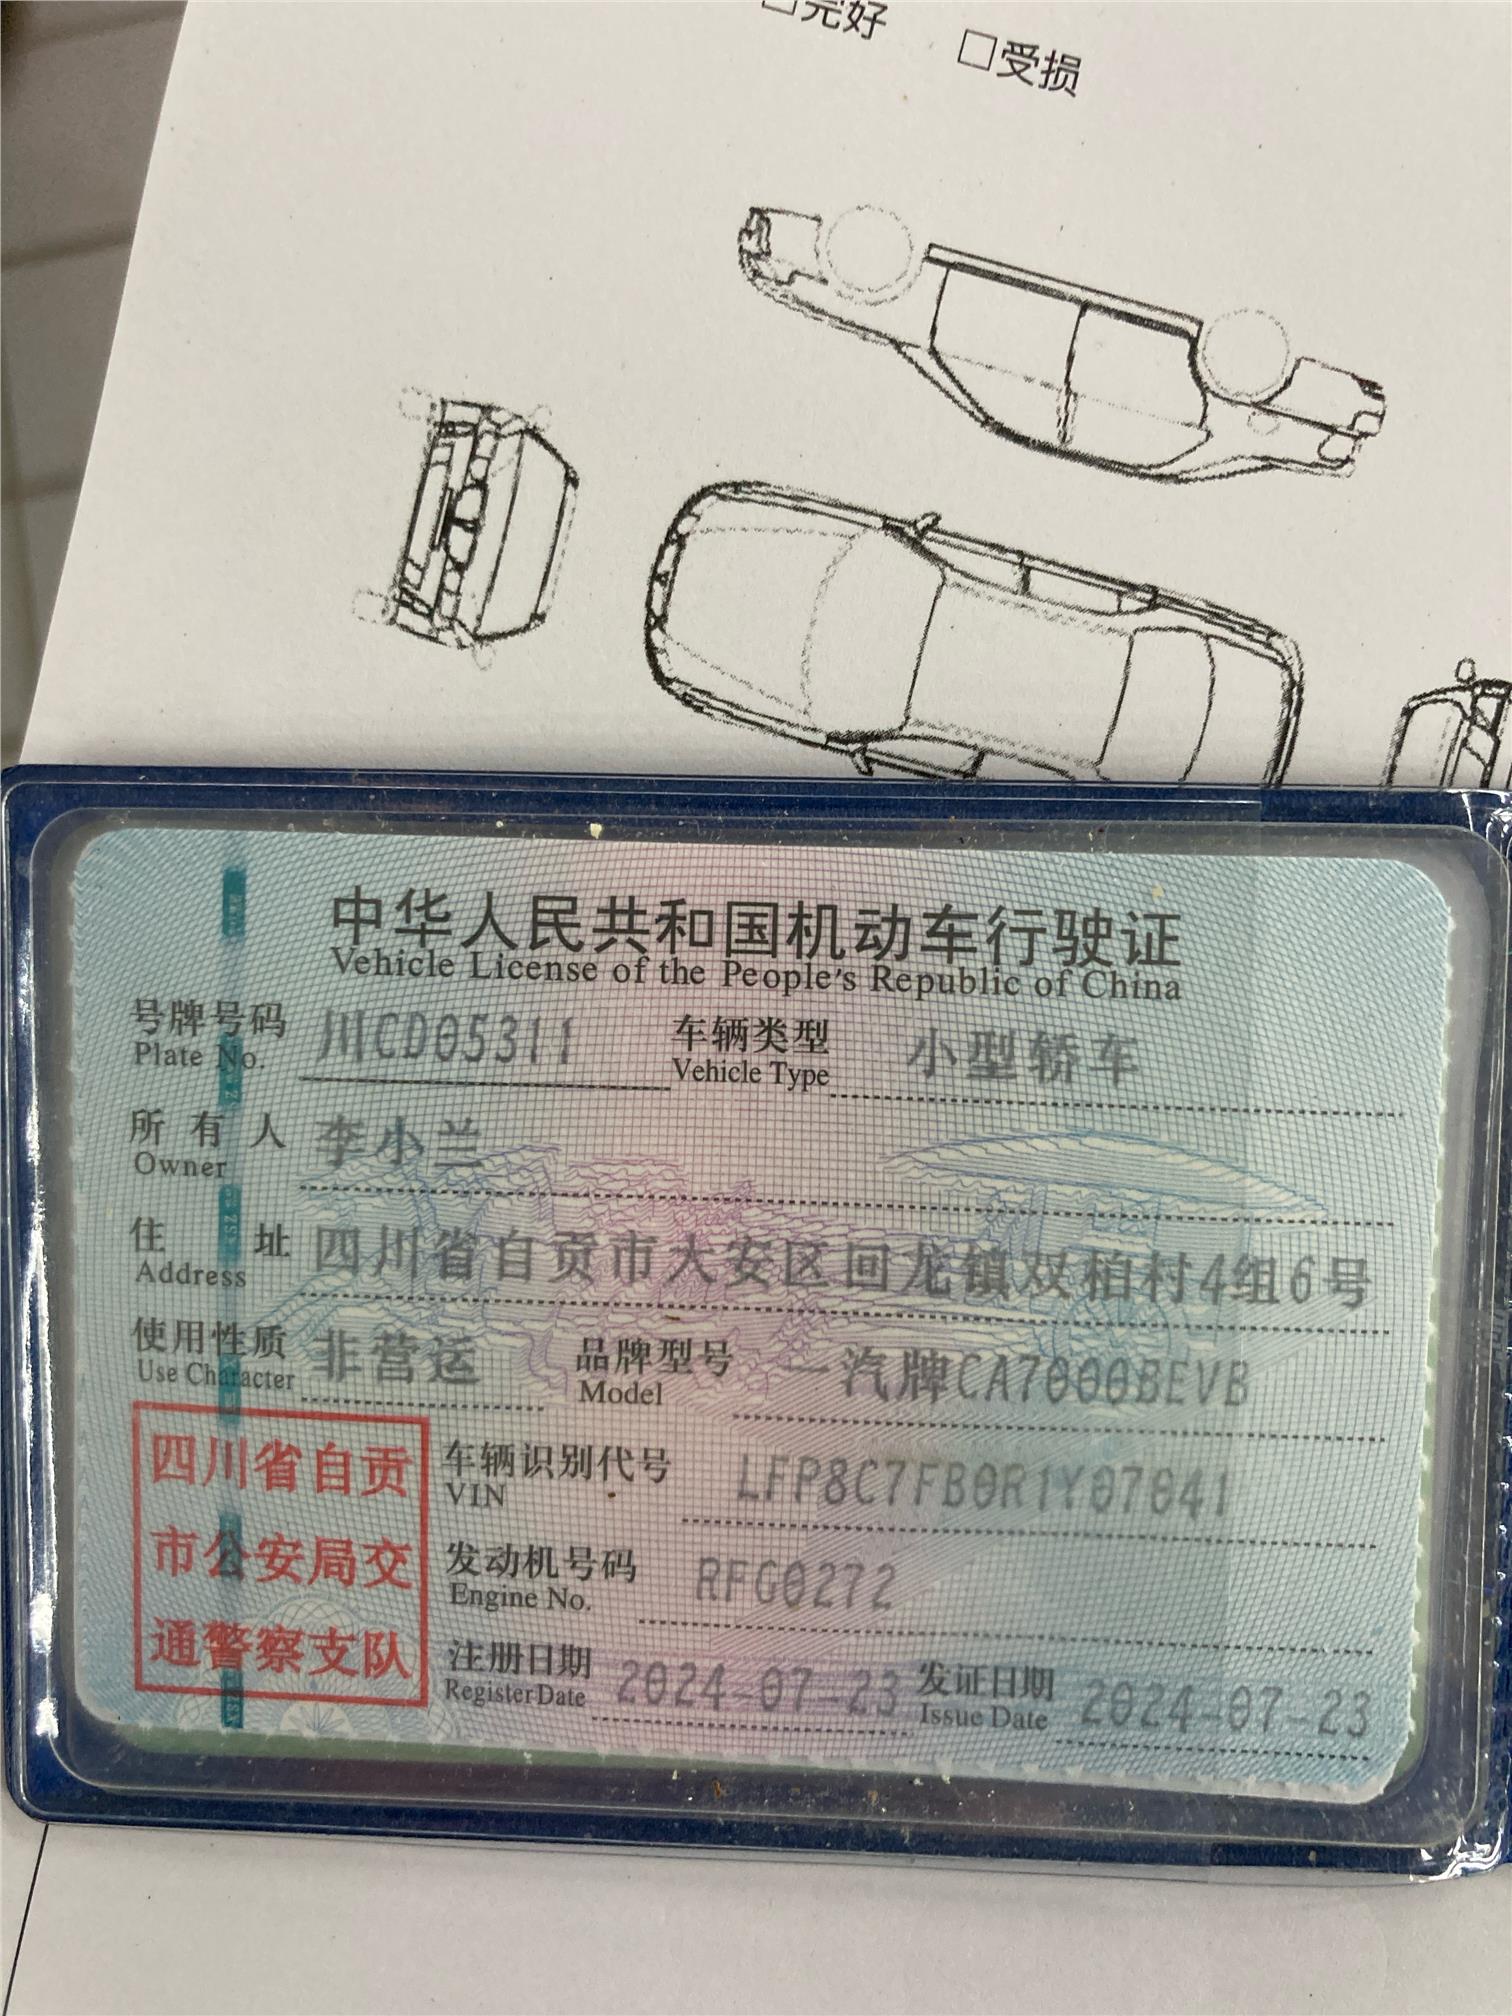 □完好 □受损
中华人民共和国机动车行驶证
Vehicle License of the People's Republic of China
号牌号码 川CD05311 车辆类型 小型轿车
Plate No. Vehicle Type
所有人 李小兰
Owner
住址 四川省自贡市大安区回龙镇双柏村4组6号
Address
使用性质 非营运 品牌型号 一汽牌CA7000BEVB
Use Character Model
四川省自贡
市公安局交
通警察支队
车辆识别代号 LFP8C7FB0R1Y07041
VIN
发动机号码 RFG0272
Engine No.
注册日期 2024-07-23 发证日期 2024-07-23
Register Date Issue Date